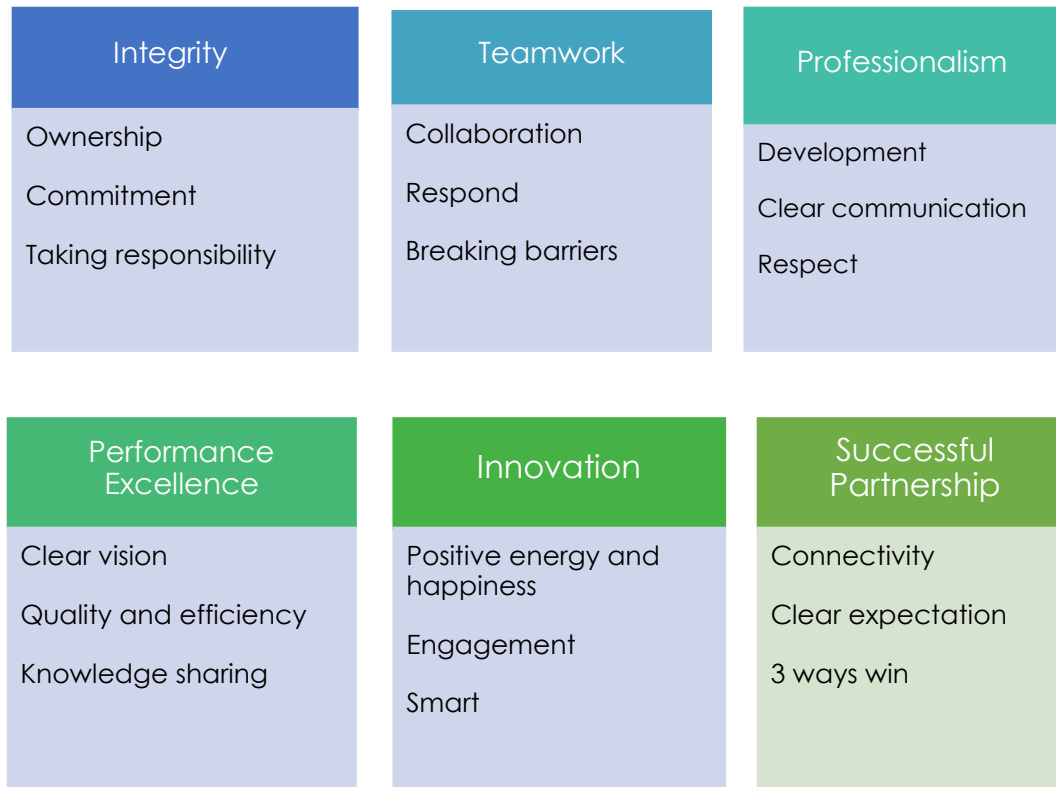 Integrity
Ownership
Commitment
Taking responsibility
Teamwork
Collaboration
Respond
Breaking barriers
Professionalism
Development
Clear communication
Respect
Performance
Excellence
Clear vision
Quality and efficiency
Knowledge sharing
Innovation
Positive energy and
happiness
Engagement
Smart
Successful
Partnership
Connectivity
Clear expectation
3 ways win